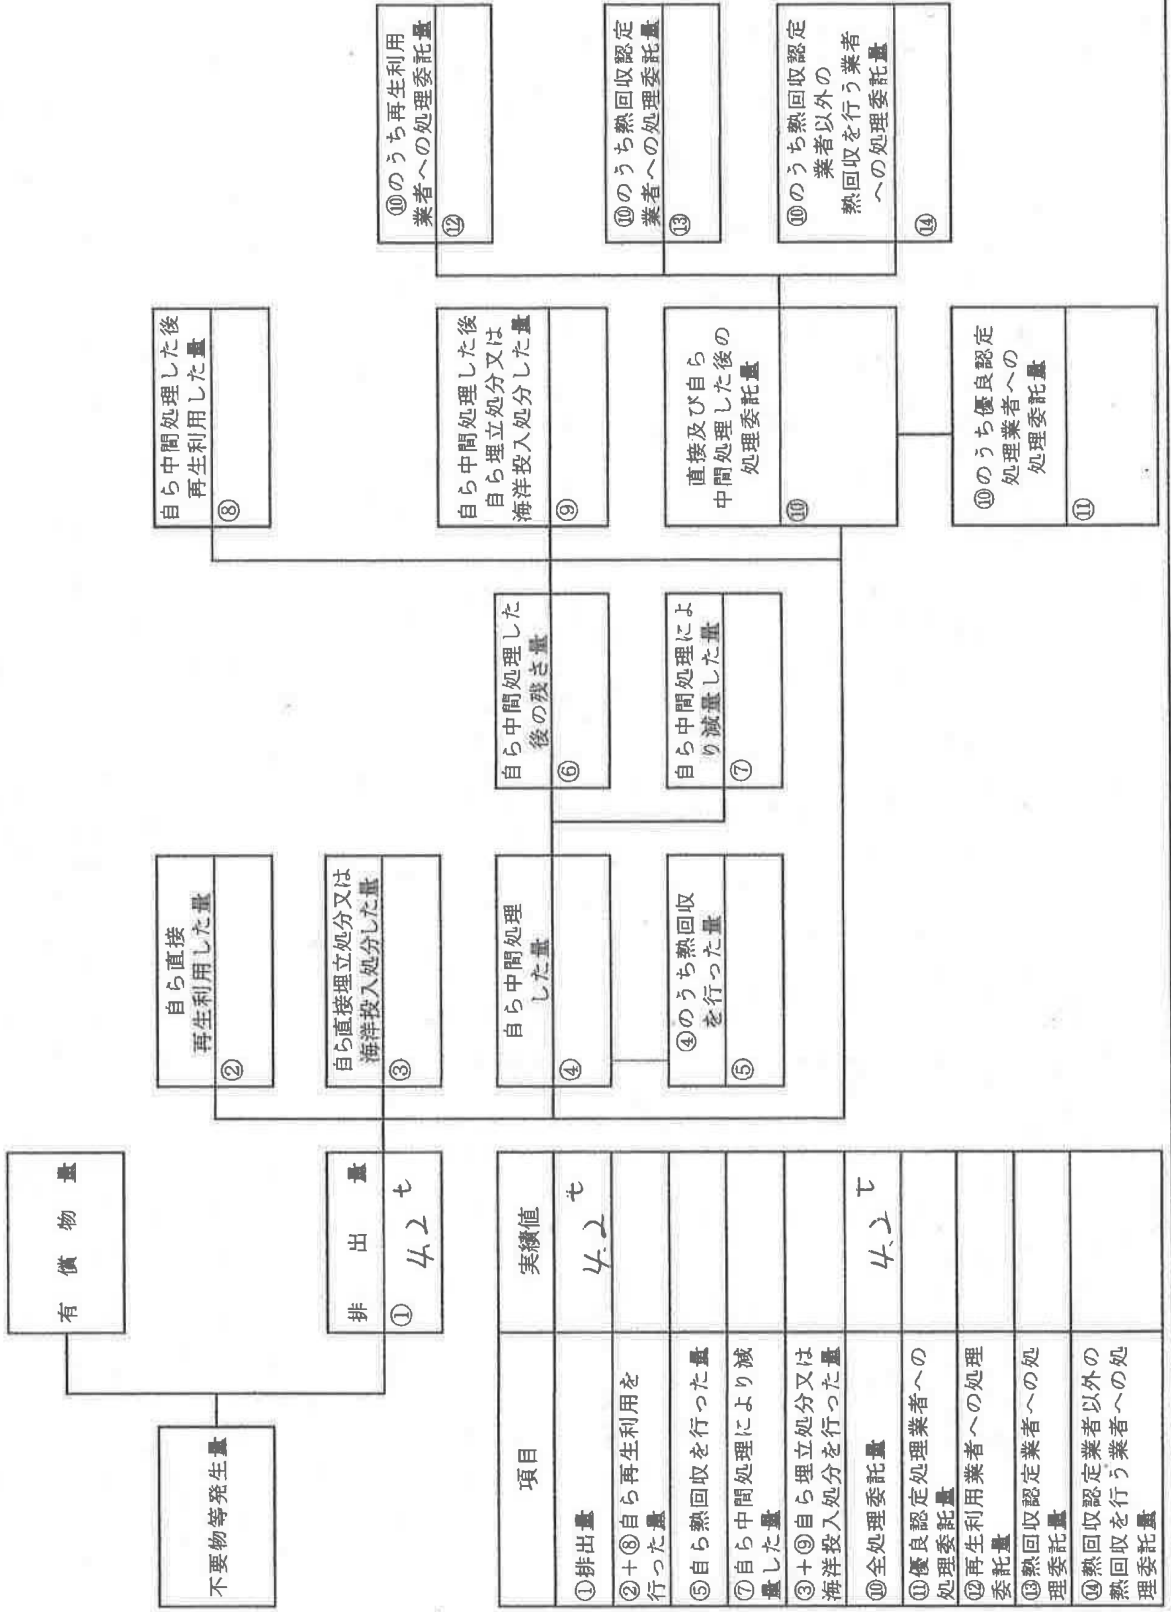 不要物等発生量
有償物量
排出量
① 4.2 t
自ら直接
再生利用した量
②
自ら直接埋立処分又は
海洋投入処分した量
③
自ら中間処理
した量
④
④のうち熱回収
を行った量
⑤
自ら中間処理した
後の残さ量
⑥
自ら中間処理によ
り減量した量
⑦
自ら中間処理した後
再生利用した量
⑧
自ら中間処理した後
自ら埋立処分又は
海洋投入処分した量
⑨
直接及び自ら
中間処理した後の
処理委託量
⑩
⑩のうち優良認定
処理業者への
処理委託量
⑪
⑩のうち再生利用
業者への処理委託量
⑫
⑩のうち熱回収認定
業者への処理委託量
⑬
⑩のうち熱回収認定
業者以外の
熱回収を行う業者
への処理委託量
⑭
項目 実績値
①排出量 4.2 t
②+⑧自ら再生利用を
行った量
⑤自ら熱回収を行った量
⑦自ら中間処理により減
量した量
③+⑨自ら埋立処分又は
海洋投入処分を行った量
⑩全処理委託量 4.2 t
⑪優良認定処理業者への
処理委託量
⑫再生利用業者への処理
委託量
⑬熱回収認定業者への処
理委託量
⑭熱回収認定業者以外の
熱回収を行う業者への処
理委託量